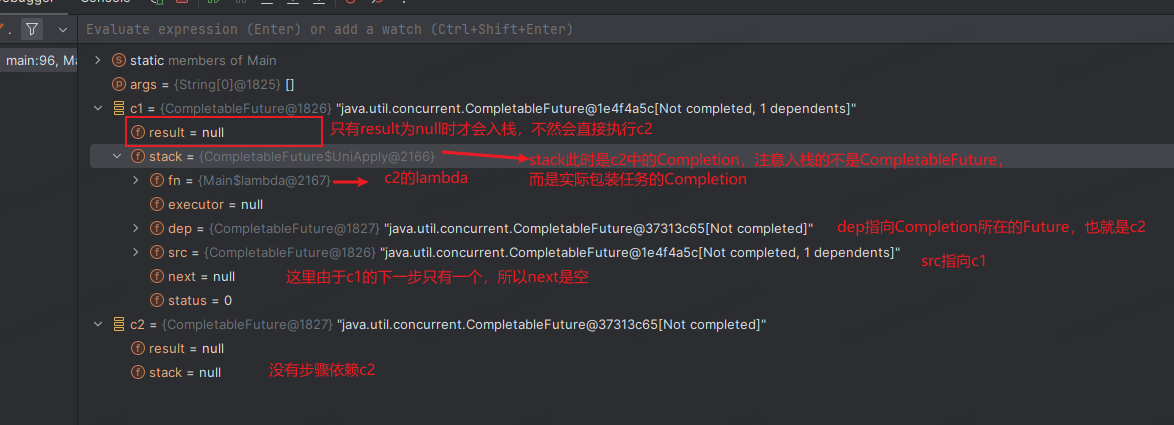 Evaluate expression (Enter) or add a watch (Ctrl+Shift+Enter)
main:96, Ma
static members of Main
args = {String[0]@1825} []
c1 = {CompletableFuture@1826} "java.util.concurrent.CompletableFuture@1e4f4a5c[Not completed, 1 dependents]"
result = null 只有result为null时才会入栈，不然会直接执行c2
stack = {CompletableFuture$UniApply@2166} stack此时是c2中的Completion，注意入栈的不是CompletableFuture，
而是实际包装任务的Completion
fn = {Main$lambda@2167} c2的lambda
executor = null
dep = {CompletableFuture@1827} "java.util.concurrent.CompletableFuture@37313c65[Not completed]" dep指向Completion所在的Future，也就是c2
src = {CompletableFuture@1826} "java.util.concurrent.CompletableFuture@1e4f4a5c[Not completed, 1 dependents]" src指向c1
next = null 这里由于c1的下一步只有一个，所以next是空
status = 0
c2 = {CompletableFuture@1827} "java.util.concurrent.CompletableFuture@37313c65[Not completed]"
result = null
stack = null 没有步骤依赖c2